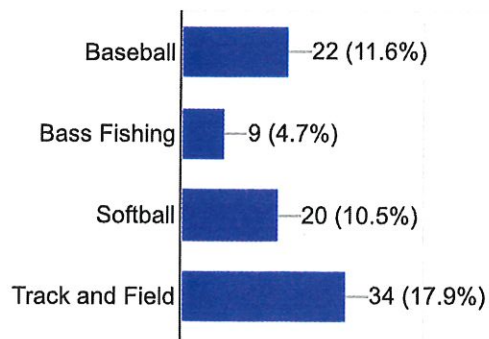 Baseball 22 (11.6%)
Bass Fishing 9 (4.7%)
Softball 20 (10.5%)
Track and Field 34 (17.9%)